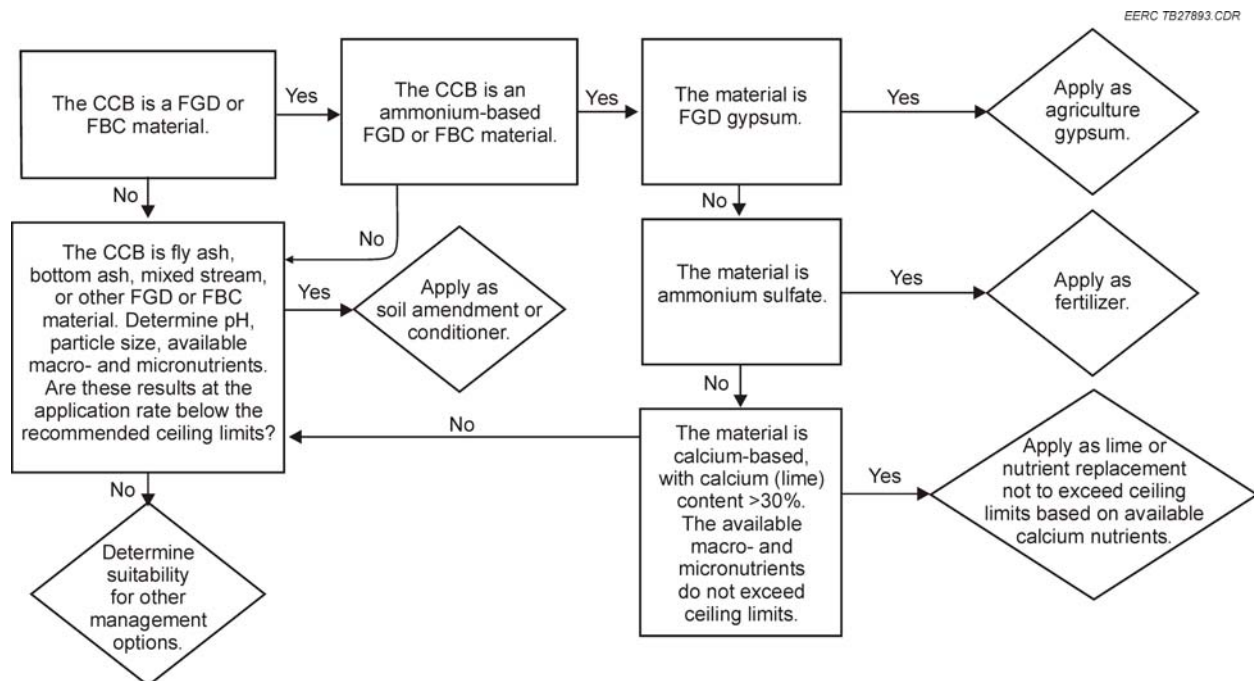 EERC TB27893.CDR
The CCB is a FGD or
FBC material.
Yes
The CCB is an
ammonium-based
FGD or FBC material.
Yes
The material is
FGD gypsum.
Yes
Apply as
agriculture
gypsum.
No
No
No
The CCB is fly ash,
bottom ash, mixed stream,
or other FGD or FBC
material. Determine pH,
particle size, available
macro- and micronutrients.
Are these results at the
application rate below the
recommended ceiling limits?
Yes
Apply as
soil amendment or
conditioner.
The material is
ammonium sulfate.
Yes
Apply as
fertilizer.
No
No
The material is
calcium-based,
with calcium (lime)
content >30%.
The available
macro- and
micronutrients
do not exceed
ceiling limits.
Yes
Apply as lime or
nutrient replacement
not to exceed ceiling
limits based on available
calcium nutrients.
No
Determine
suitability
for other
management
options.